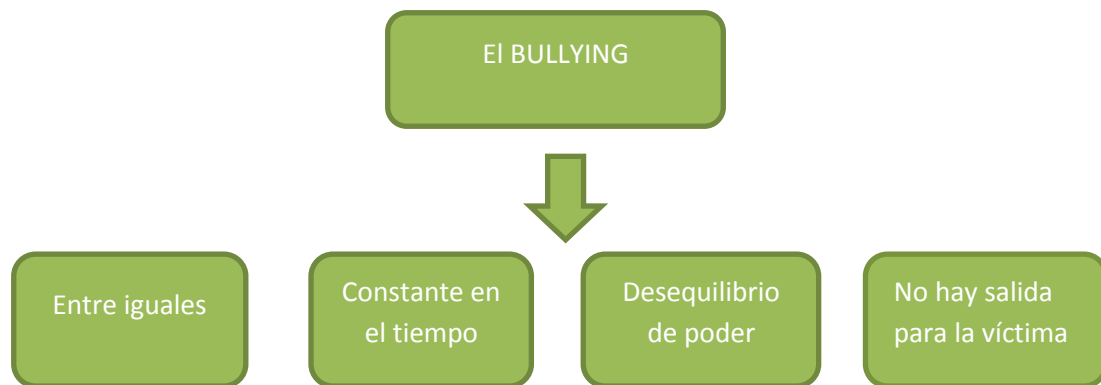 El BULLYING
Entre iguales
Constante en
el tiempo
Desequilibrio
de poder
No hay salida
para la víctima